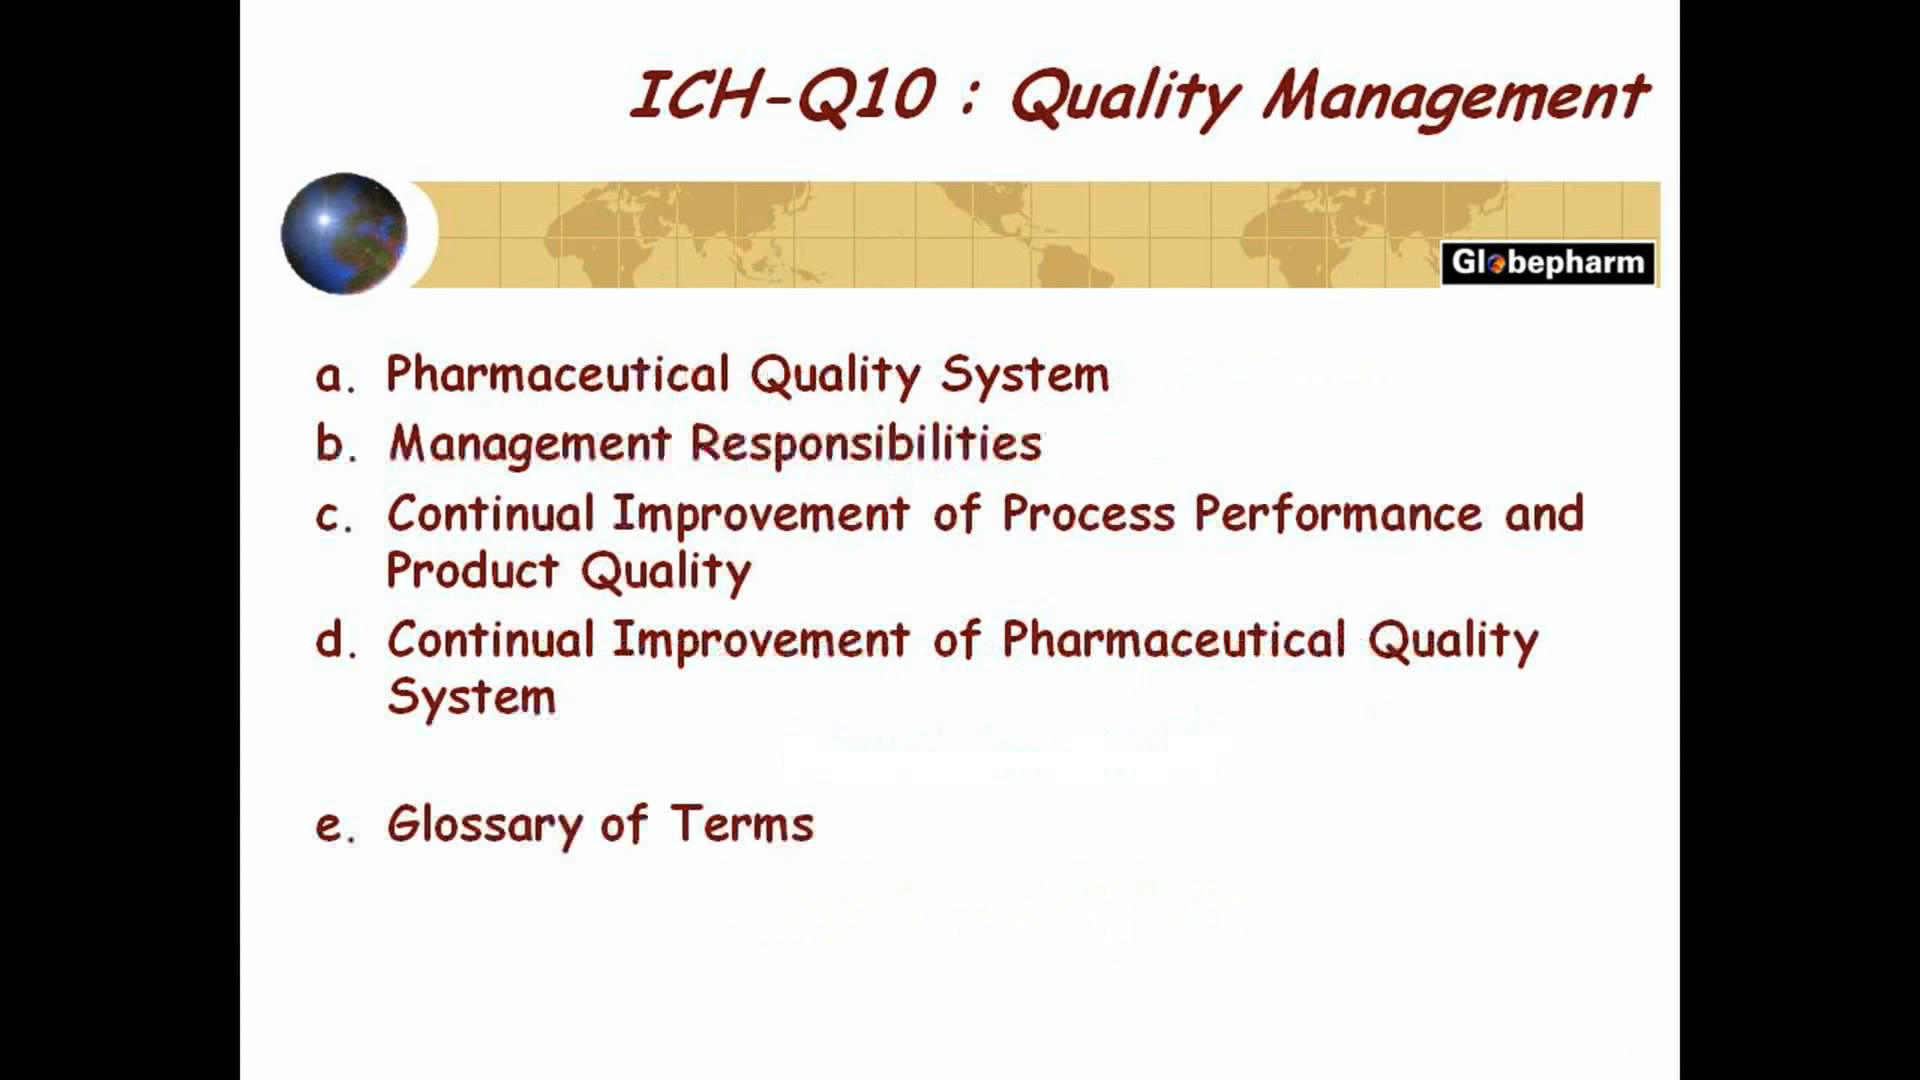 ICH-Q10 : Quality Management
Globepharm
a. Pharmaceutical Quality System
b. Management Responsibilities
c. Continual Improvement of Process Performance and
Product Quality
d. Continual Improvement of Pharmaceutical Quality
System
e. Glossary of Terms